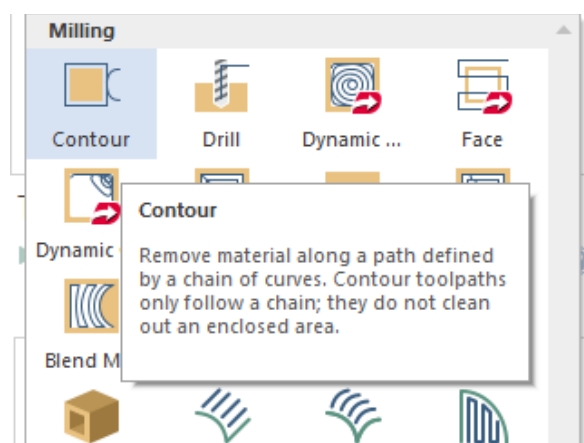 Milling
Contour
Drill
Dynamic ...
Face
Dynamic
Contour
Remove material along a path defined
by a chain of curves. Contour toolpaths
only follow a chain; they do not clean
out an enclosed area.
Blend M